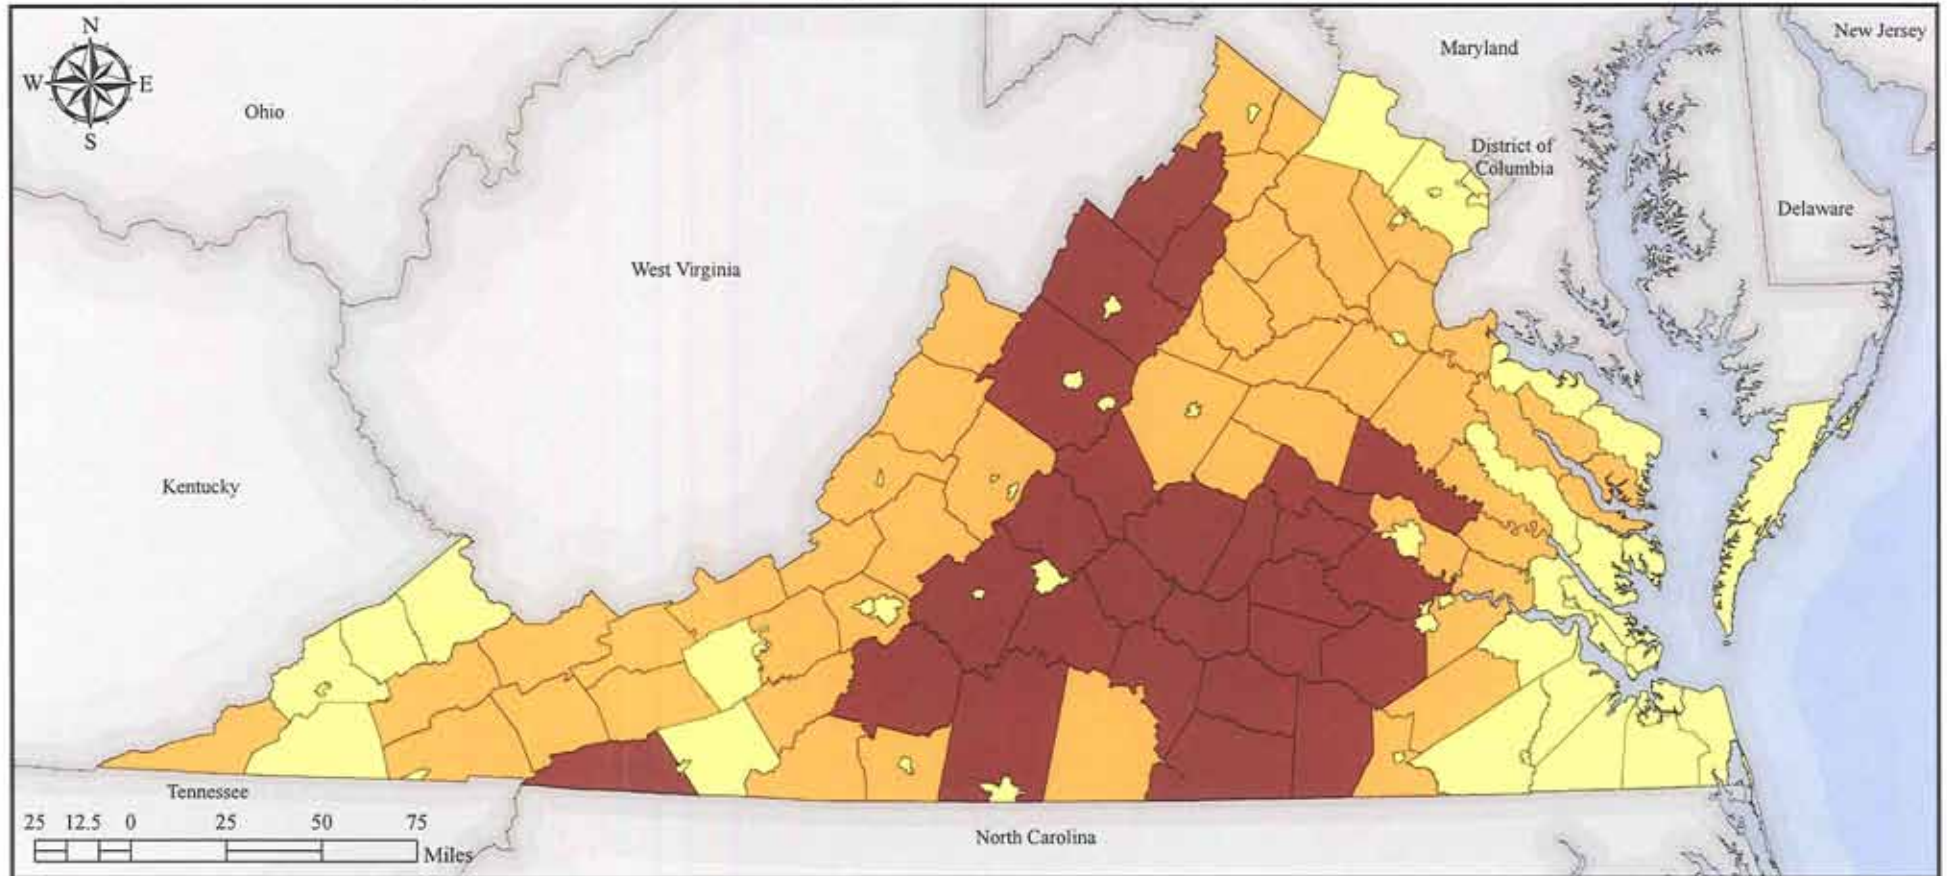 N
W E
S
Ohio
Maryland
New Jersey
District of
Columbia
Delaware
West Virginia
Kentucky
Tennessee
North Carolina
25 12.5 0 25 50 75
Miles